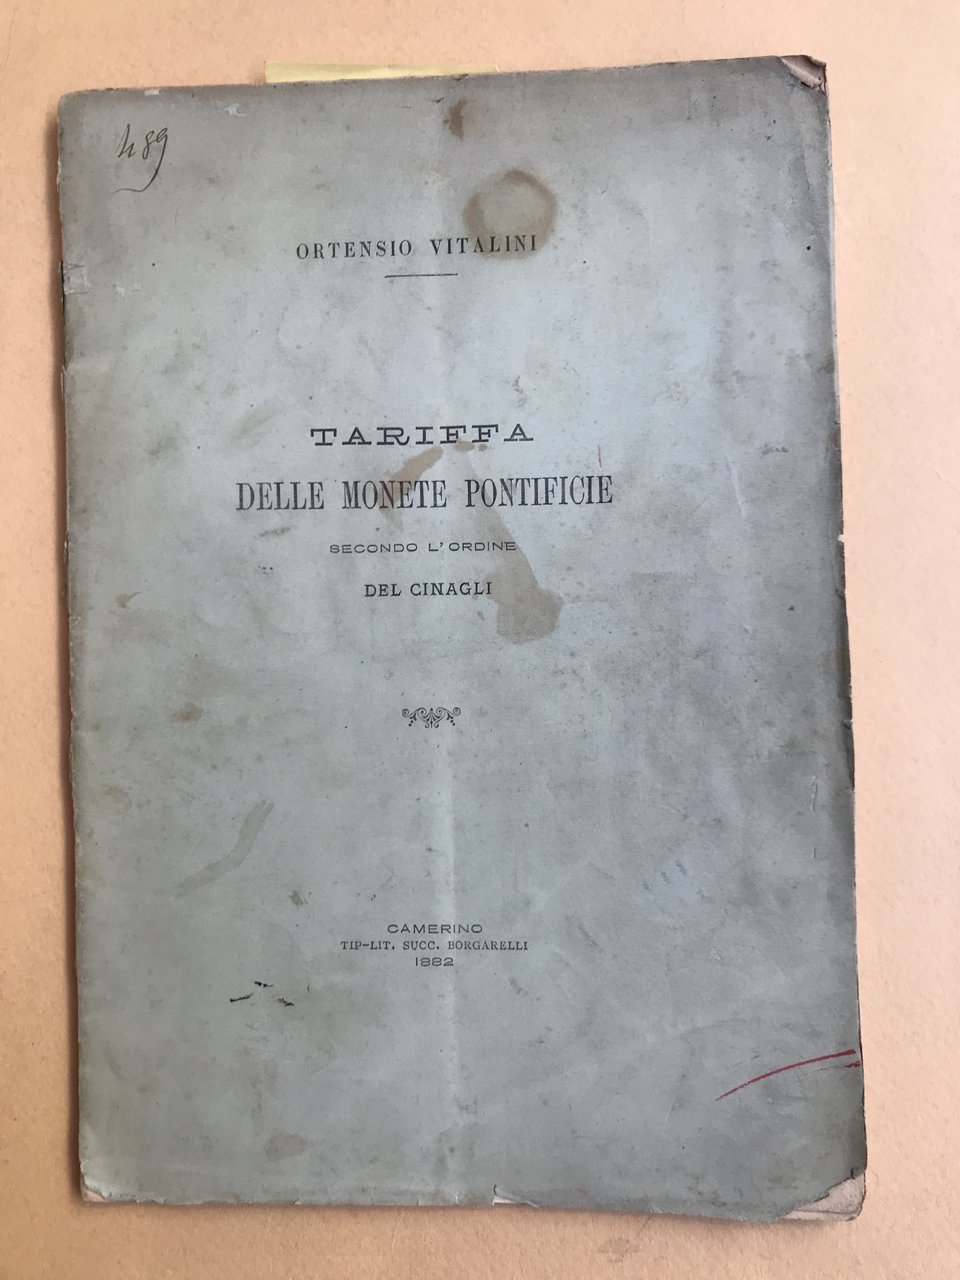 489
ORTENSIO VITALINI
TARIFFA
DELLE MONETE PONTIFICIE
SECONDO L'ORDINE
DEL CINAGLI
CAMERINO
TIP-LIT. SUCC. BORGARELLI
1882